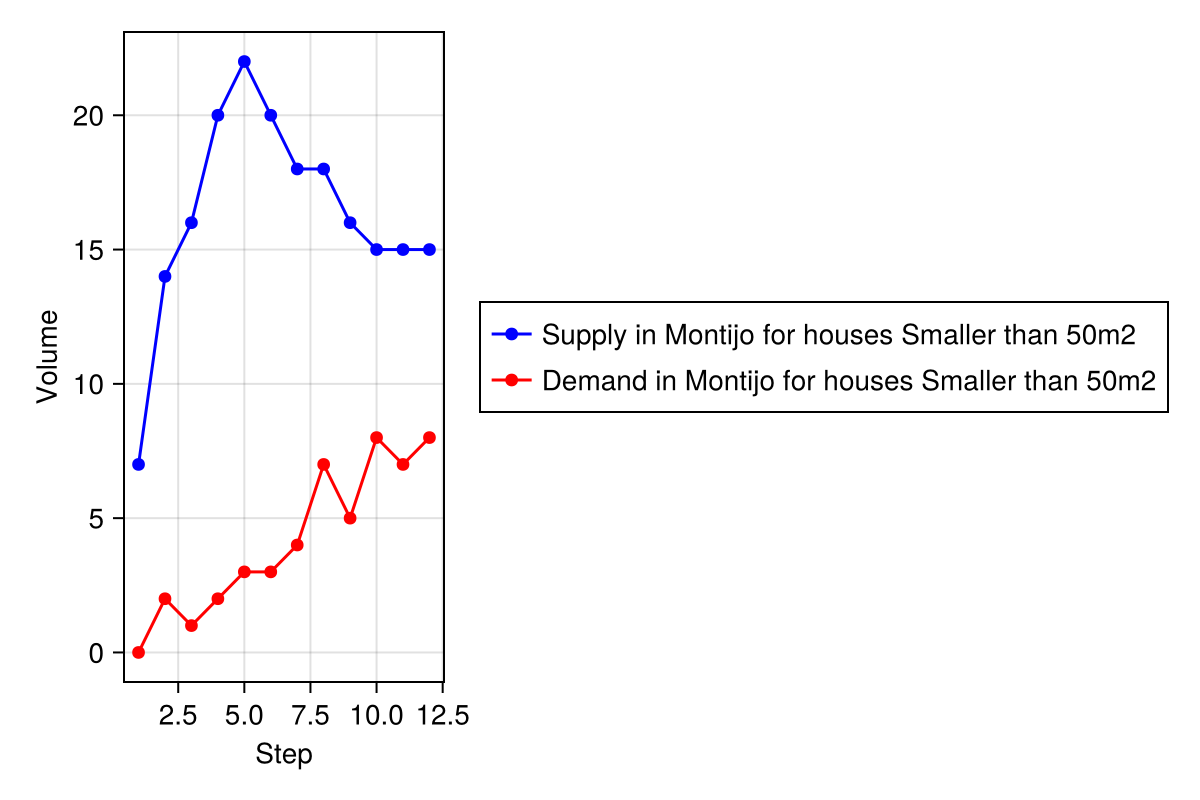 20
15
10
5
0
Volume
2.5 5.0 7.5 10.0 12.5
Step
Supply in Montijo for houses Smaller than 50m2
Demand in Montijo for houses Smaller than 50m2